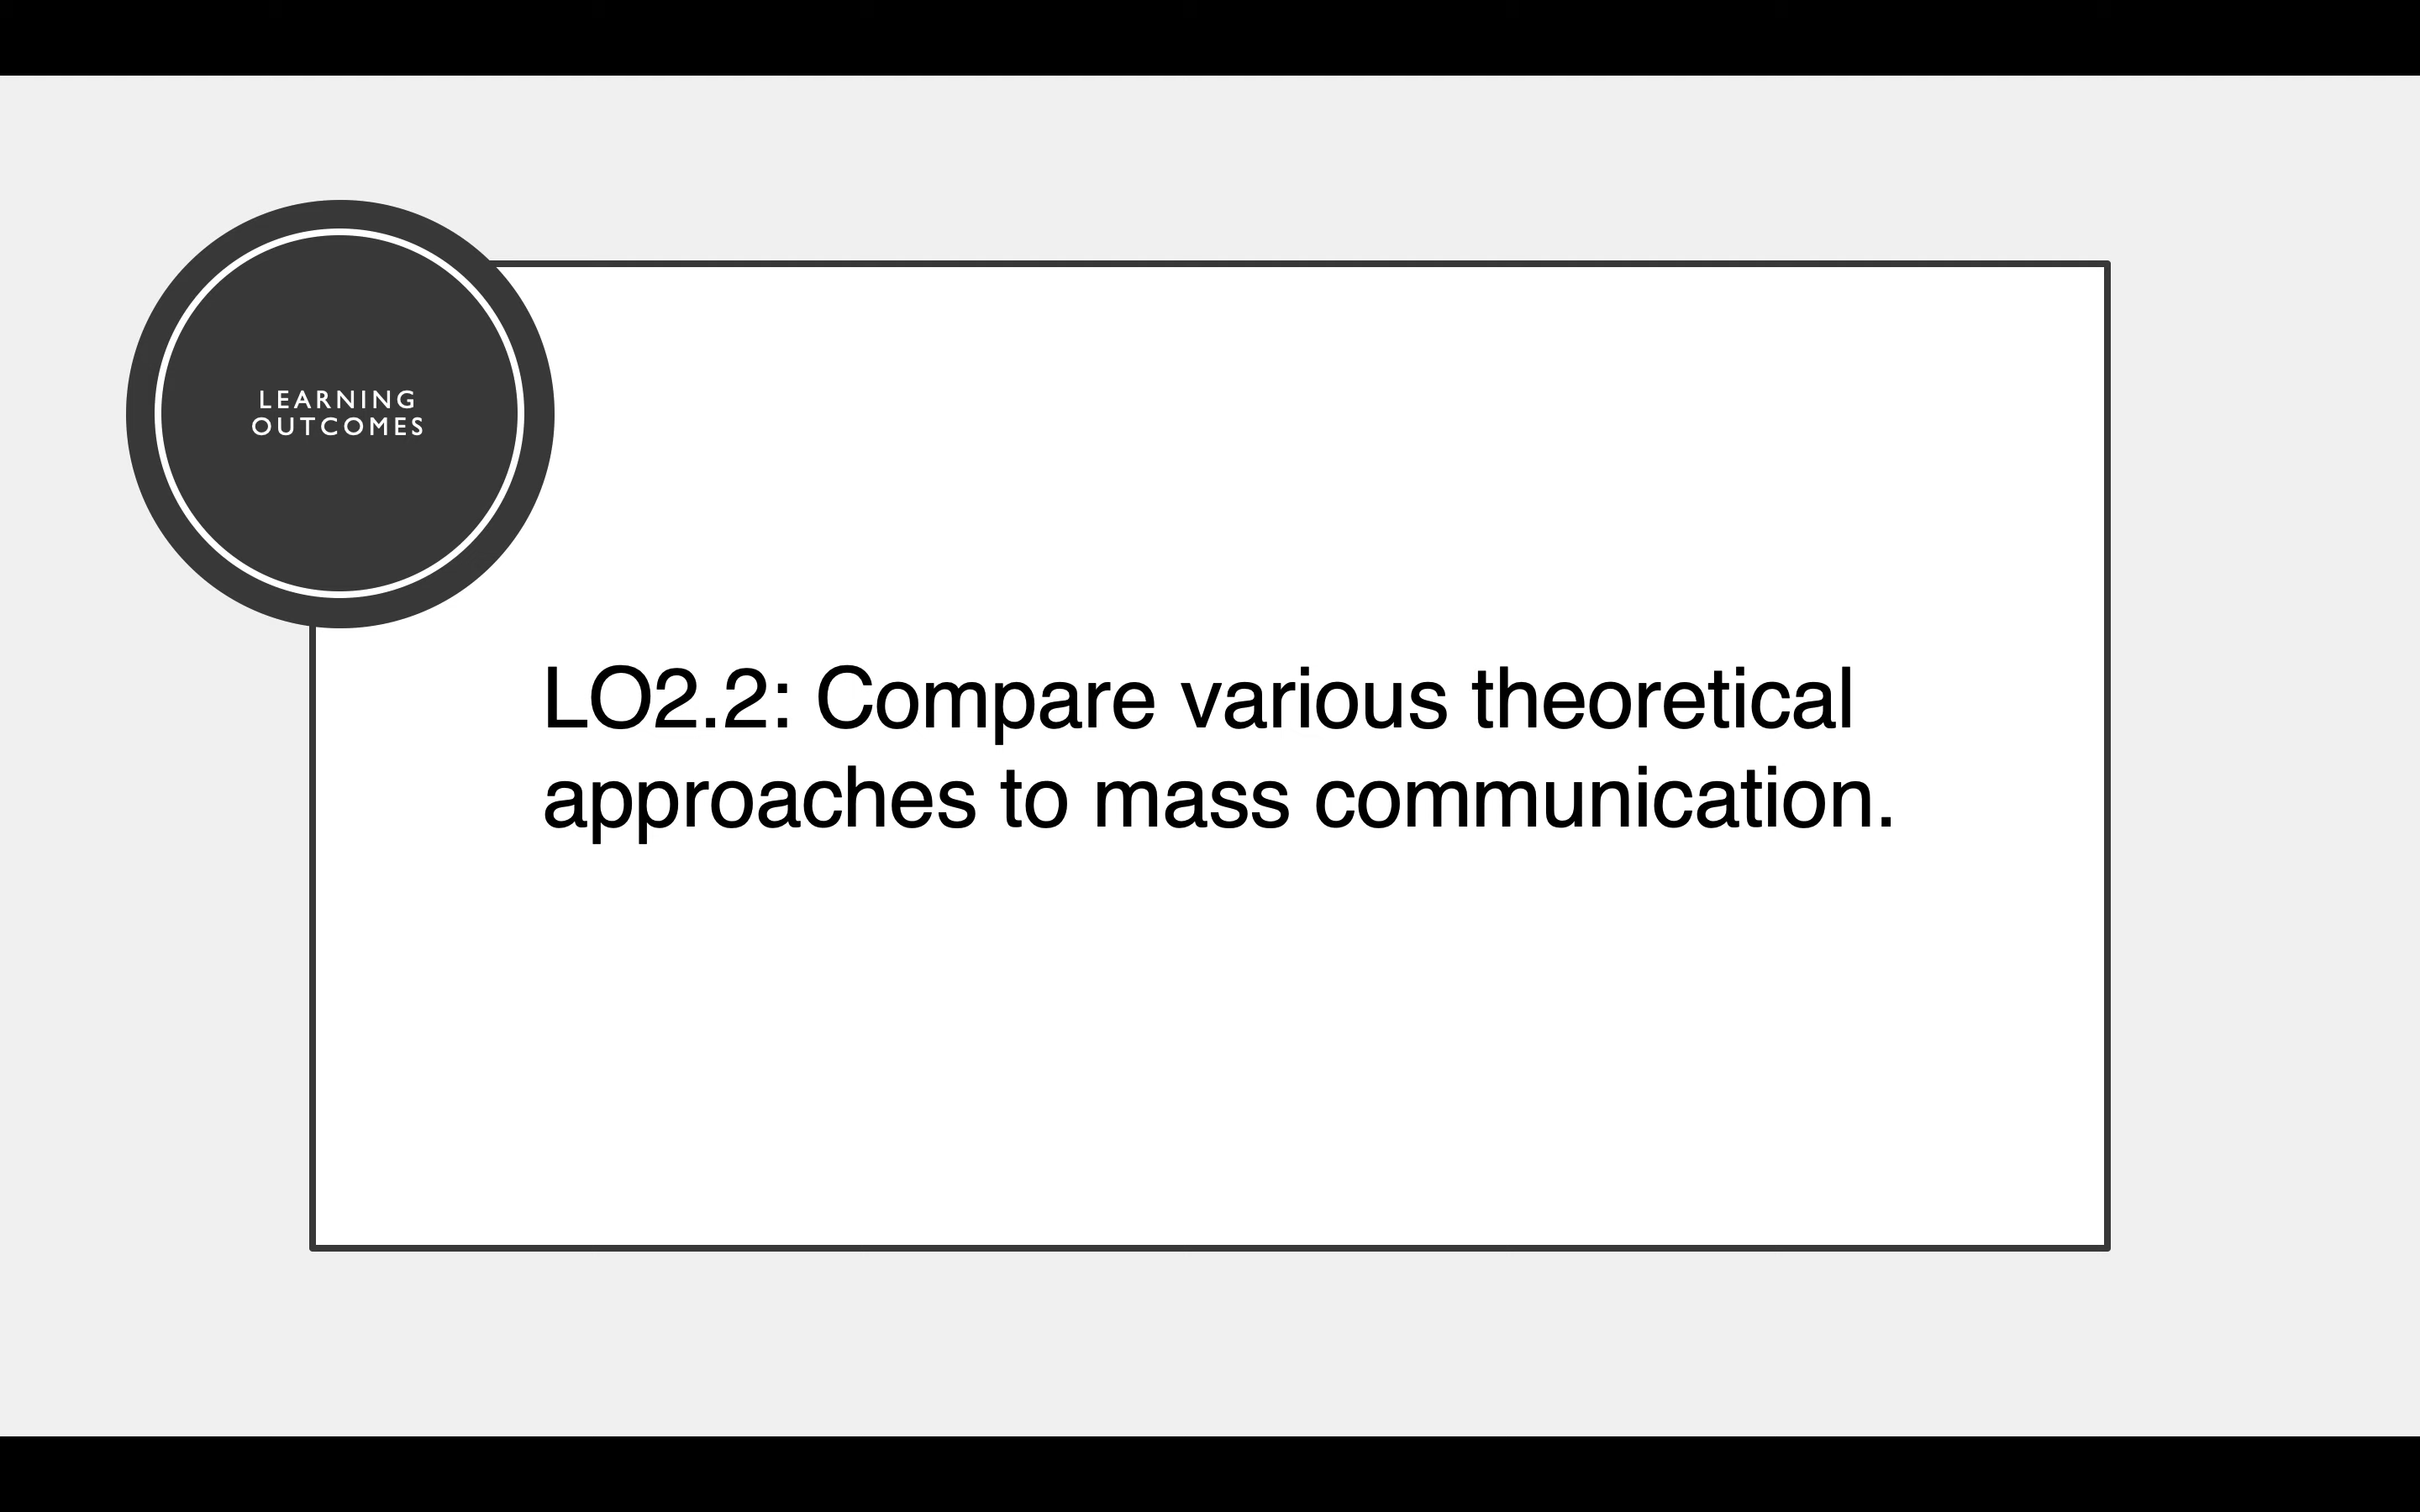 LEARNING
OUTCOMES
LO2.2: Compare various theoretical
approaches to mass communication.